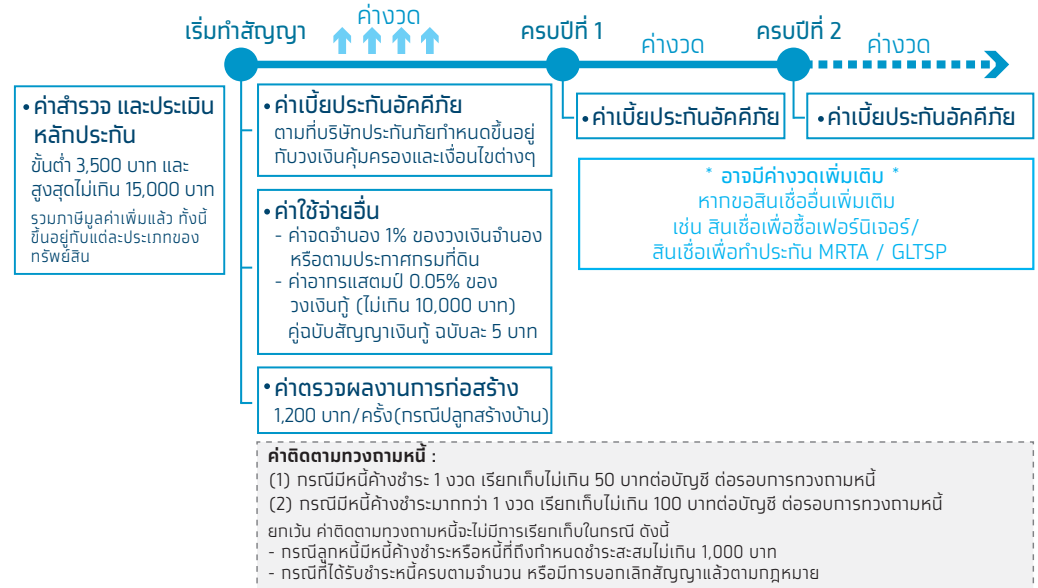 เริ่มทำสัญญา
ค่างวด
ครบปีที่ 1
ค่างวด
ครบปีที่ 2
ค่างวด
•ค่าสำรวจ และประเมิน
หลักประกัน
ขั้นต่ำ 3,500 บาท และ
สูงสุดไม่เกิน 15,000 บาท
รวมภาษีมูลค่าเพิ่มแล้ว ทั้งนี้
ขึ้นอยู่กับแต่ละประเภทของ
ทรัพย์สิน
•ค่าเบี้ยประกันอัคคีภัย
ตามที่บริษัทประกันภัยกำหนดขึ้นอยู่
กับวงเงินคุ้มครองและเงื่อนไขต่างๆ
•ค่าใช้จ่ายอื่น
- ค่าจดจำนอง 1% ของวงเงินจำนอง
หรือตามประกาศกรมที่ดิน
- ค่าอากรแสตมป์ 0.05% ของ
วงเงินกู้ (ไม่เกิน 10,000 บาท)
คู่ฉบับสัญญาเงินกู้ ฉบับละ 5 บาท
•ค่าตรวจผลงานการก่อสร้าง
1,200 บาท/ครั้ง(กรณีปลูกสร้างบ้าน)
•ค่าเบี้ยประกันอัคคีภัย
•ค่าเบี้ยประกันอัคคีภัย
* อาจมีค่างวดเพิ่มเติม *
หากขอสินเชื่ออื่นเพิ่มเติม
เช่น สินเชื่อเพื่อซื้อเฟอร์นิเจอร์/
สินเชื่อเพื่อทำประกัน MRTA / GLTSP
ค่าติดตามทวงถามหนี้ :
(1) กรณีมีหนี้ค้างชำระ 1 งวด เรียกเก็บไม่เกิน 50 บาทต่อบัญชี ต่อรอบการทวงถามหนี้
(2) กรณีมีหนี้ค้างชำระมากกว่า 1 งวด เรียกเก็บไม่เกิน 100 บาทต่อบัญชี ต่อรอบการทวงถามหนี้
ยกเว้น ค่าติดตามทวงถามหนี้จะไม่มีการเรียกเก็บในกรณี ดังนี้
- กรณีลูกหนี้มีหนี้ค้างชำระหรือหนี้ที่ถึงกำหนดชำระสะสมไม่เกิน 1,000 บาท
- กรณีที่ได้รับชำระหนี้ครบตามจำนวน หรือมีการบอกเลิกสัญญาแล้วตามกฎหมาย